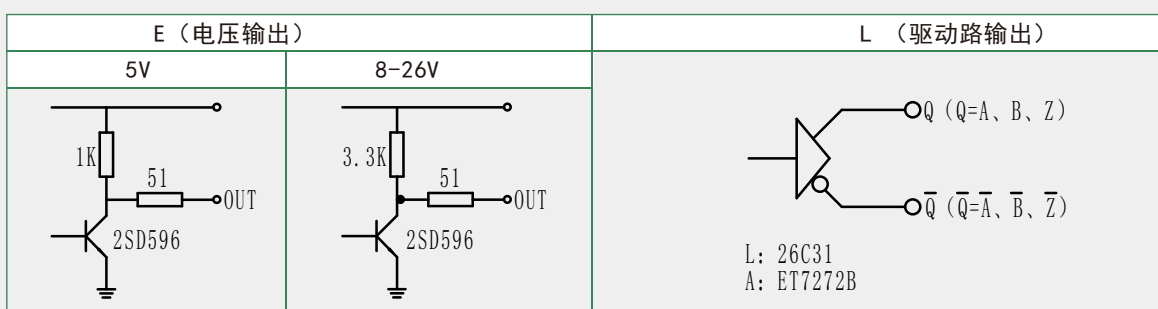 E（电压输出）
L （驱动路输出）
5V
8-26V
1K
51
OUT
2SD596
3.3K
51
OUT
2SD596
Q（Q=A、B、Z）
Q̅（Q̅=A̅、B̅、Z̅）
L: 26C31
A: ET7272B